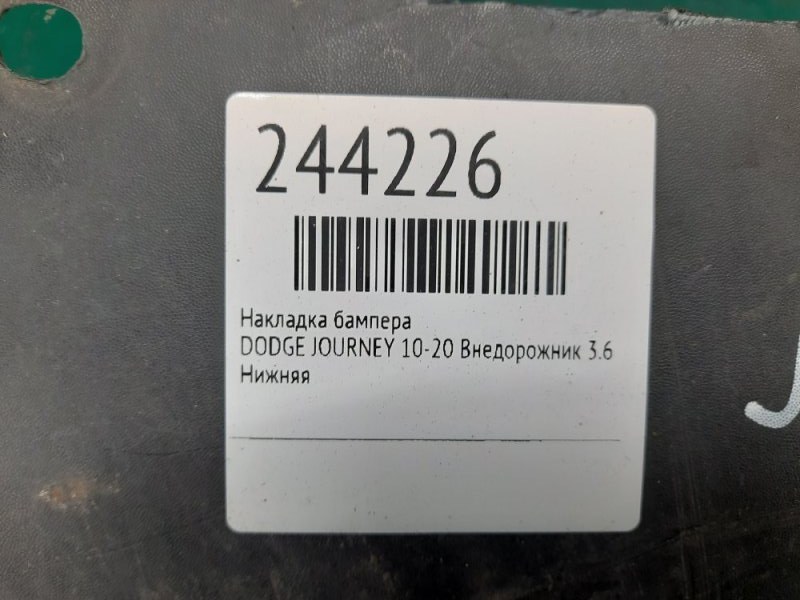 244226
Накладка бампера
DODGE JOURNEY 10-20 Внедорожник 3.6
Нижняя